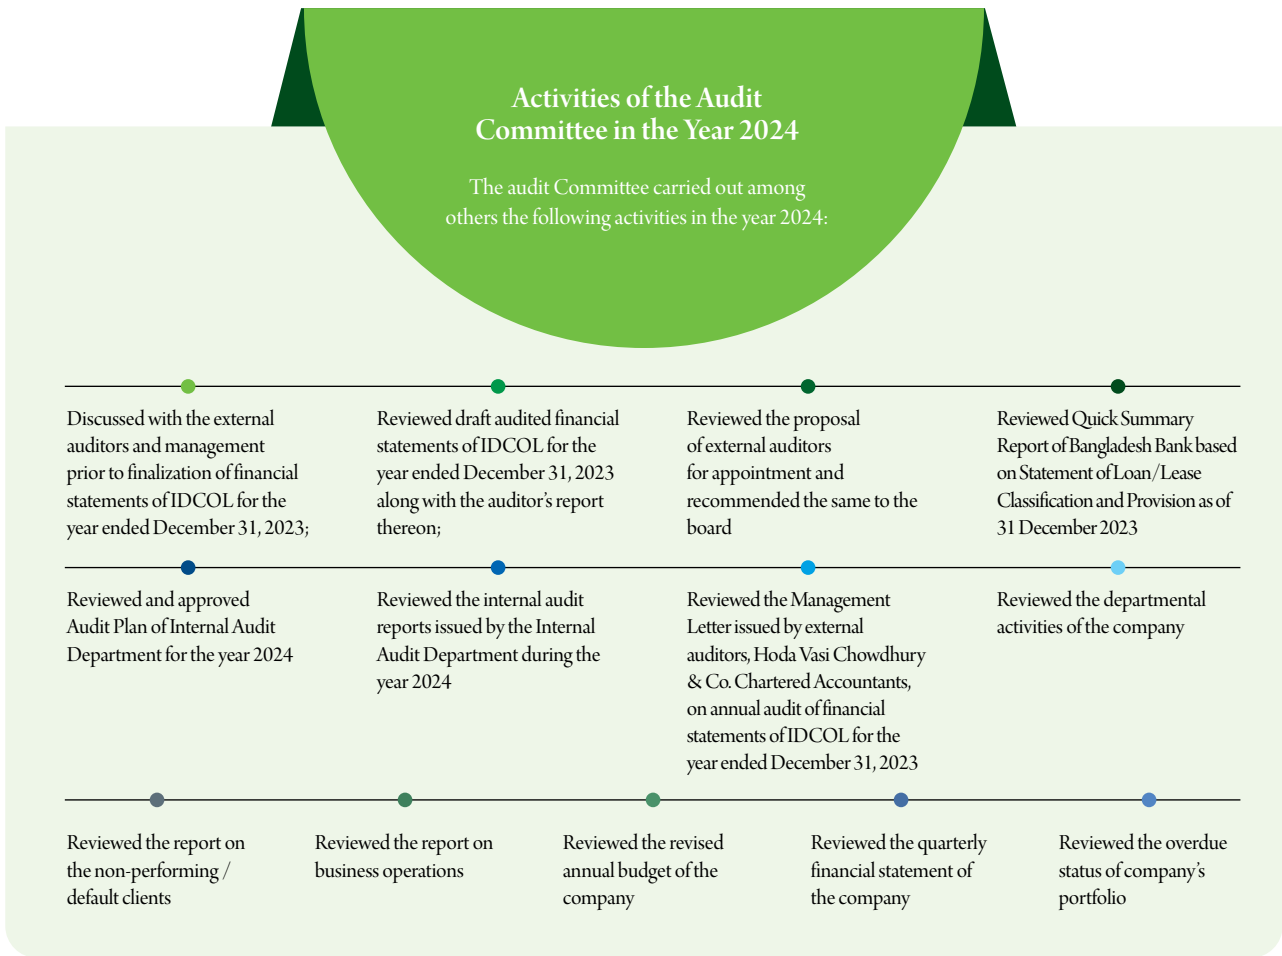 Activities of the Audit
Committee in the Year 2024
The audit Committee carried out among
others the following activities in the year 2024:
Discussed with the external
auditors and management
prior to finalization of financial
statements of IDCOL for the
year ended December 31, 2023;
Reviewed draft audited financial
statements of IDCOL for the
year ended December 31, 2023
along with the auditor's report
thereon;
Reviewed the proposal
of external auditors
for appointment and
recommended the same to the
board
Reviewed Quick Summary
Report of Bangladesh Bank based
on Statement of Loan/Lease
Classification and Provision as of
31 December 2023
Reviewed and approved
Audit Plan of Internal Audit
Department for the year 2024
Reviewed the internal audit
reports issued by the Internal
Audit Department during the
year 2024
Reviewed the Management
Letter issued by external
auditors, Hoda Vasi Chowdhury
& Co. Chartered Accountants,
on annual audit of financial
statements of IDCOL for the
year ended December 31, 2023
Reviewed the departmental
activities of the company
Reviewed the report on
the non-performing /
default clients
Reviewed the report on
business operations
Reviewed the revised
annual budget of the
company
Reviewed the quarterly
financial statement of
the company
Reviewed the overdue
status of company's
portfolio